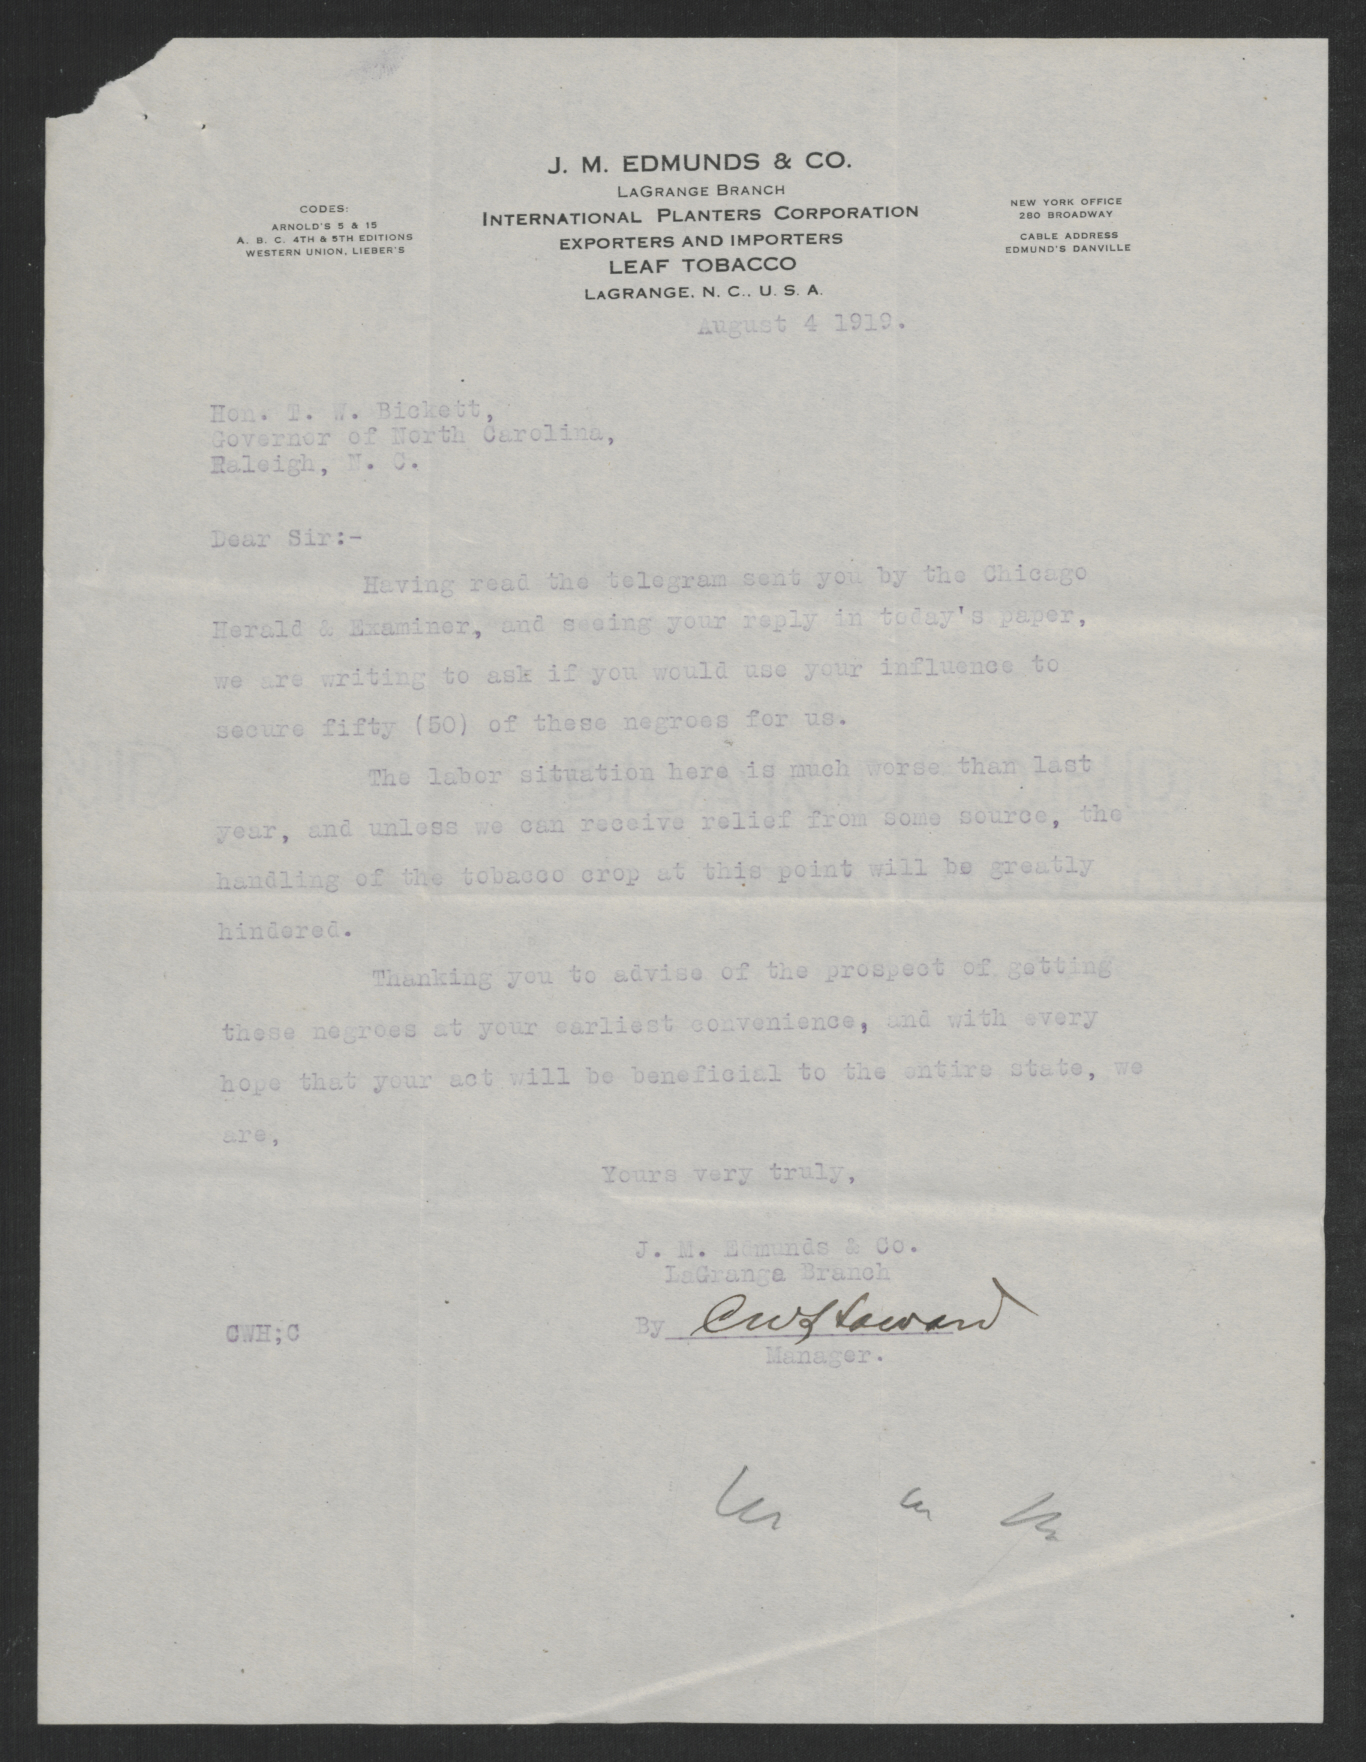 J. M. EDMUNDS & CO.
LAGRANGE BRANCH
INTERNATIONAL PLANTERS CORPORATION
EXPORTERS AND IMPORTERS
LEAF TOBACCO
LAGRANGE. N. C.. U. S. A.
CODES:
ARNOLD'S 5 & 15
A. B. C. 4TH & 5TH EDITIONS
WESTERN UNION, LIEBER'S
NEW YORK OFFICE
280 BROADWAY
CABLE ADDRESS
EDMUND'S DANVILLE
August 4 1919.
Hon. T. W. Bickett,
Governor of North Carolina,
Raleigh, N. C.
Dear Sir:-
Having read the telegram sent you by the Chicago
Herald & Examiner, and seeing your reply in today's paper,
we are writing to ask if you would use your influence to
secure fifty (50) of these negroes for us.
The labor situation here is much worse than last
year, and unless we can receive relief from some source, the
handling of the tobacco crop at this point will be greatly
hindered.
Thanking you to advise of the prospect of getting
these negroes at your earliest convenience, and with every
hope that your act will be beneficial to the entire state, we
are,
Yours very truly,
J. M. Edmunds & Co.
LaGrange Branch
By CW Howard
Manager.
CWH;C